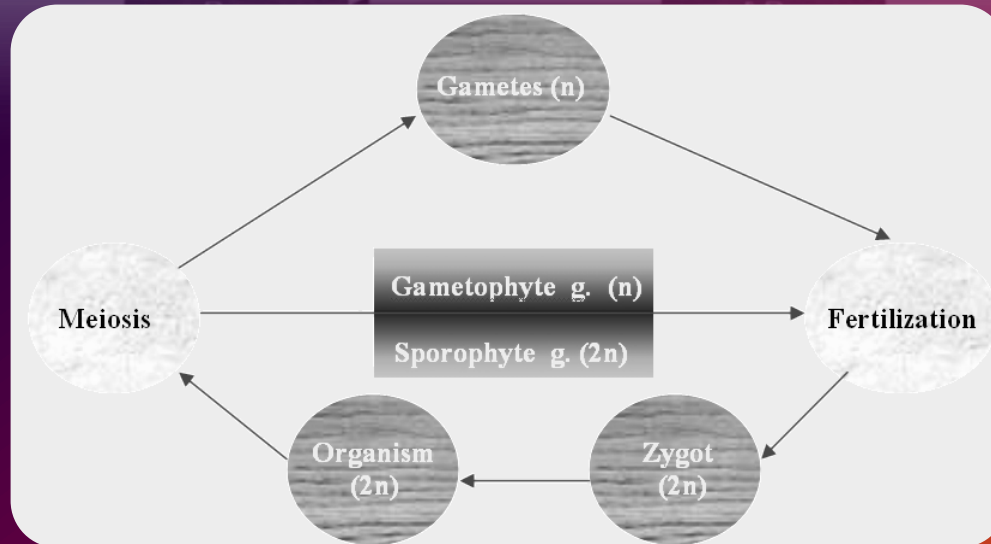 Gametes (n)
Gametophyte g. (n)
Meiosis
Fertilization
Sporophyte g. (2n)
Organism
(2n)
Zygot
(2n)